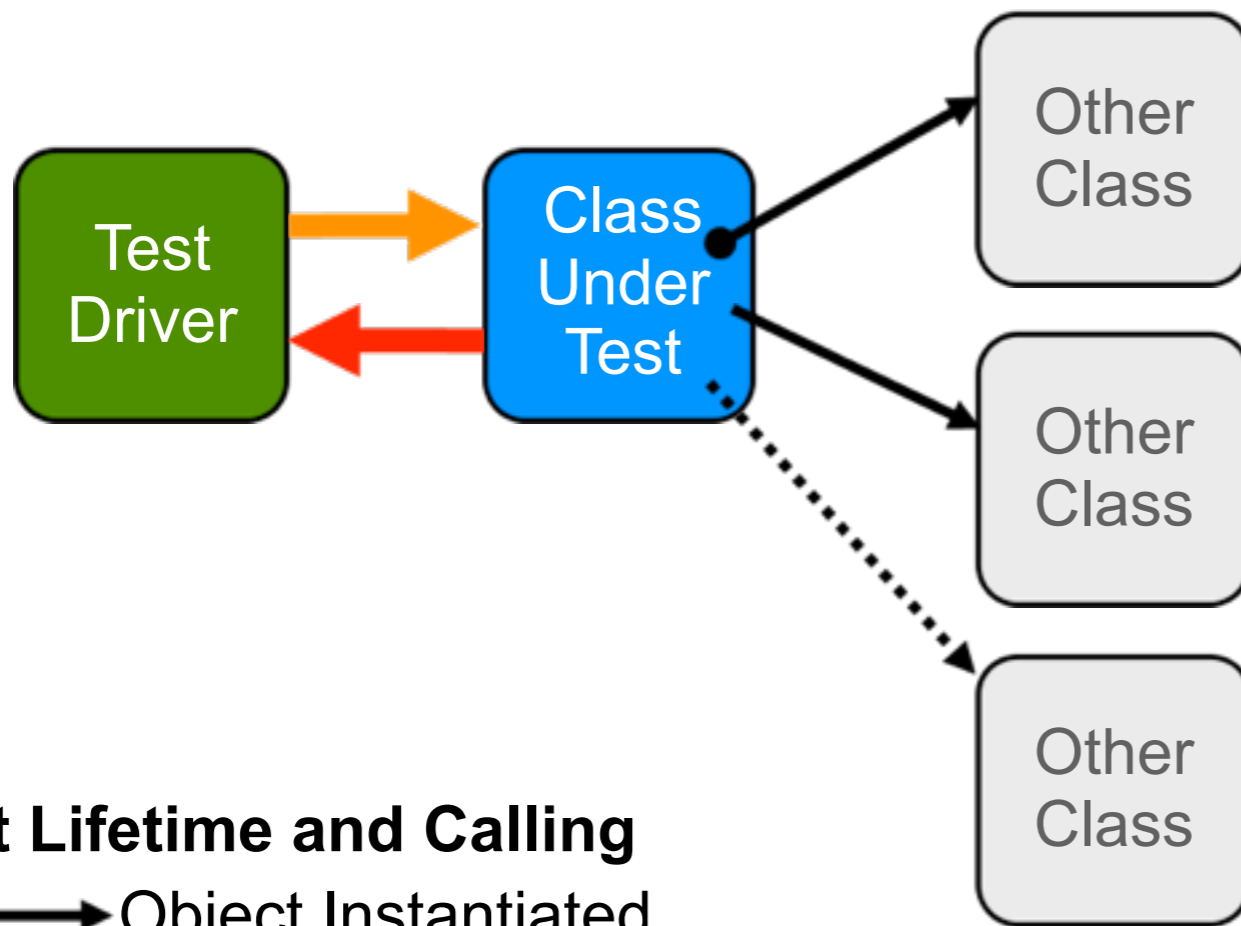 Test
Driver
Class
Under
Test
Other
Class
Other
Class
Other
Class
t Lifetime and Calling
Object Instantiated